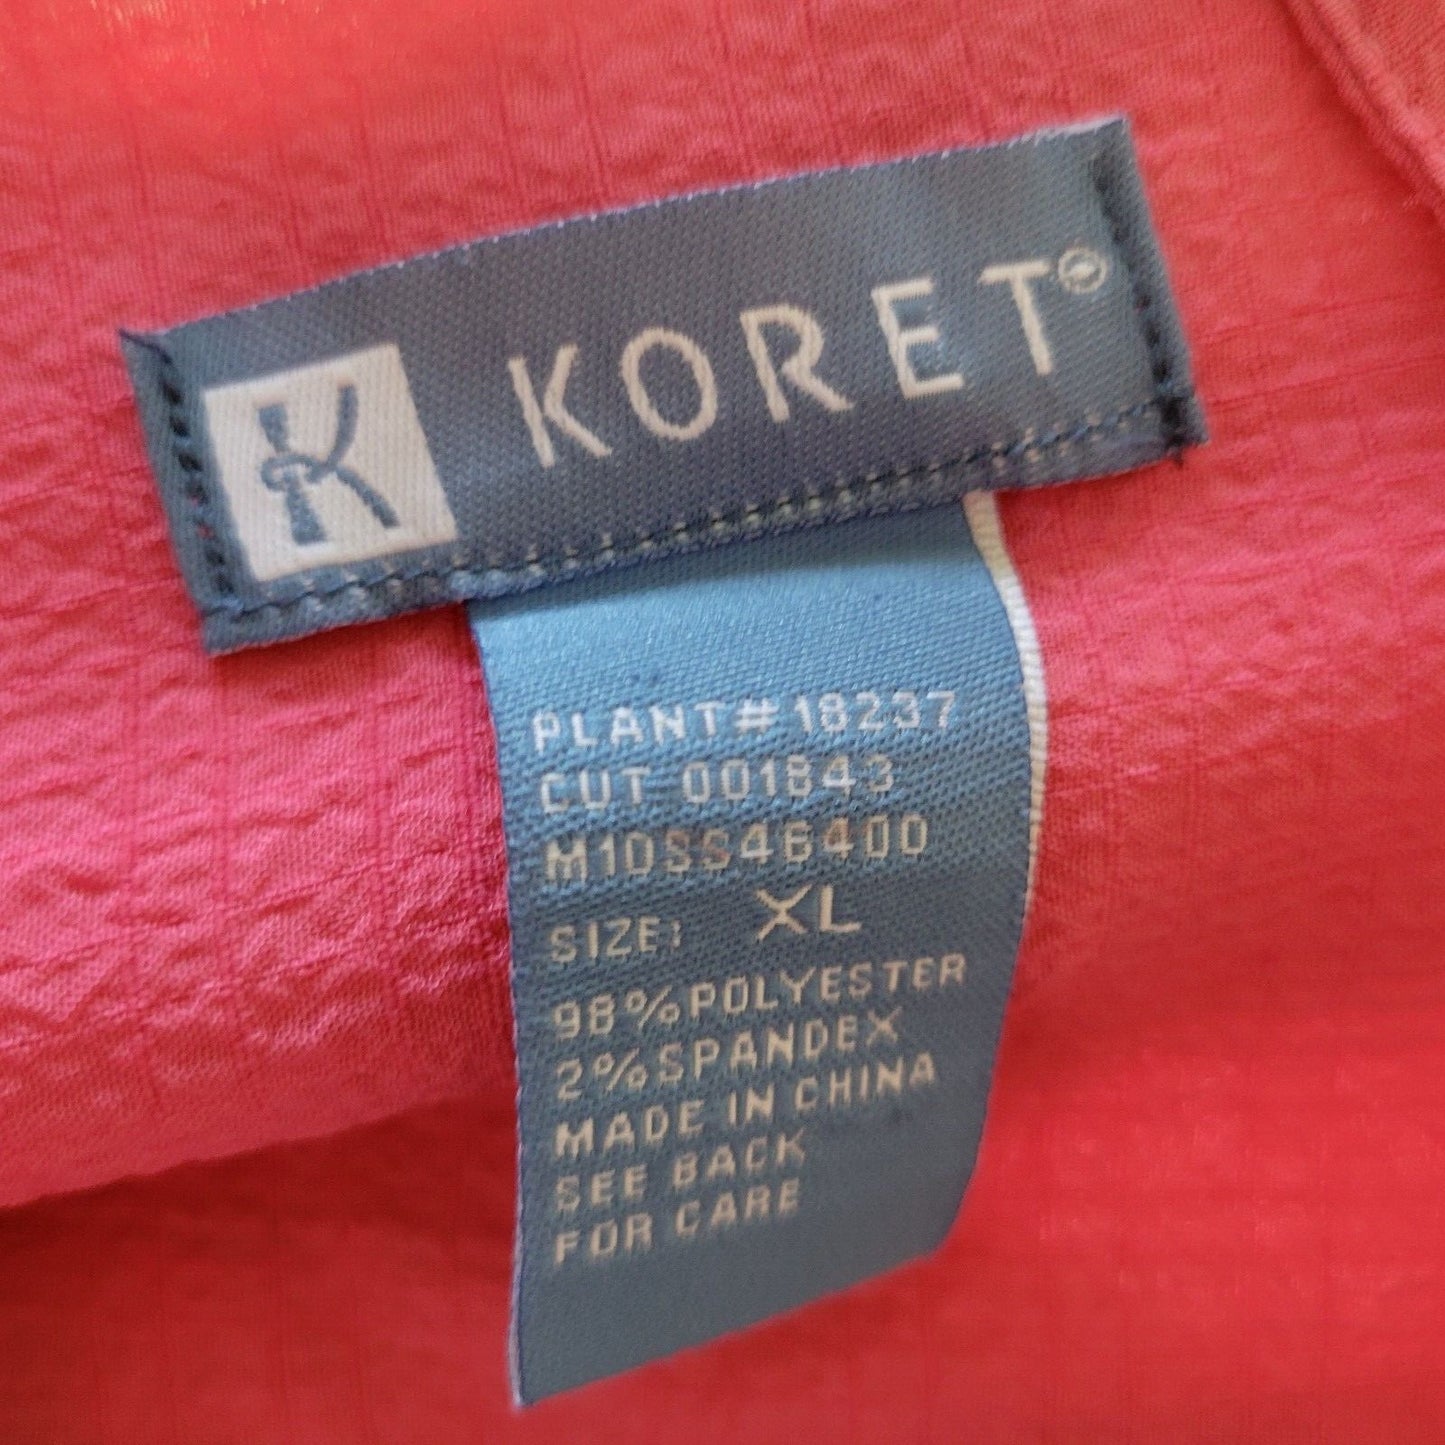 K KORET®
PLANT#18237
CUT 001843
M10SS46400
SIZE: XL
98%POLYESTER
2%SPANDEX
MADE IN CHINA
SEE BACK
FOR CARE